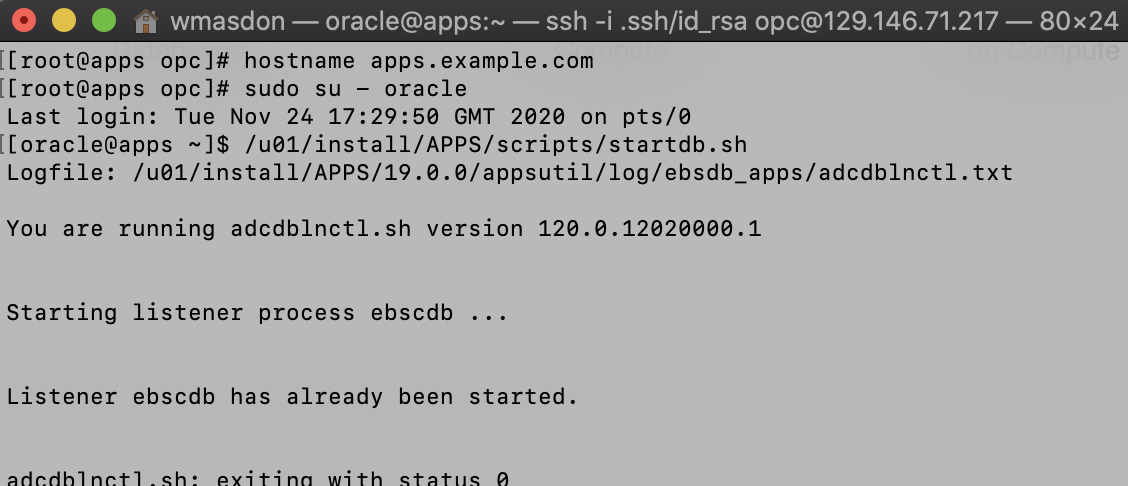 wmasdon — oracle@apps:~ — ssh -i .ssh/id_rsa opc@129.146.71.217 — 80×24
Databases Compute on Compute
[[root@apps opc]# hostname apps.example.com
[[root@apps opc]# sudo su - oracle
Last login: Tue Nov 24 17:29:50 GMT 2020 on pts/0
[[oracle@apps ~]$ /u01/install/APPS/scripts/startdb.sh
Logfile: /u01/install/APPS/19.0.0/appsutil/log/ebsdb_apps/adcdblnctl.txt
You are running adcdblnctl.sh version 120.0.12020000.1
Starting listener process ebscdb ...
Listener ebscdb has already been started.
adcdblnctl.sh: exiting with status 0